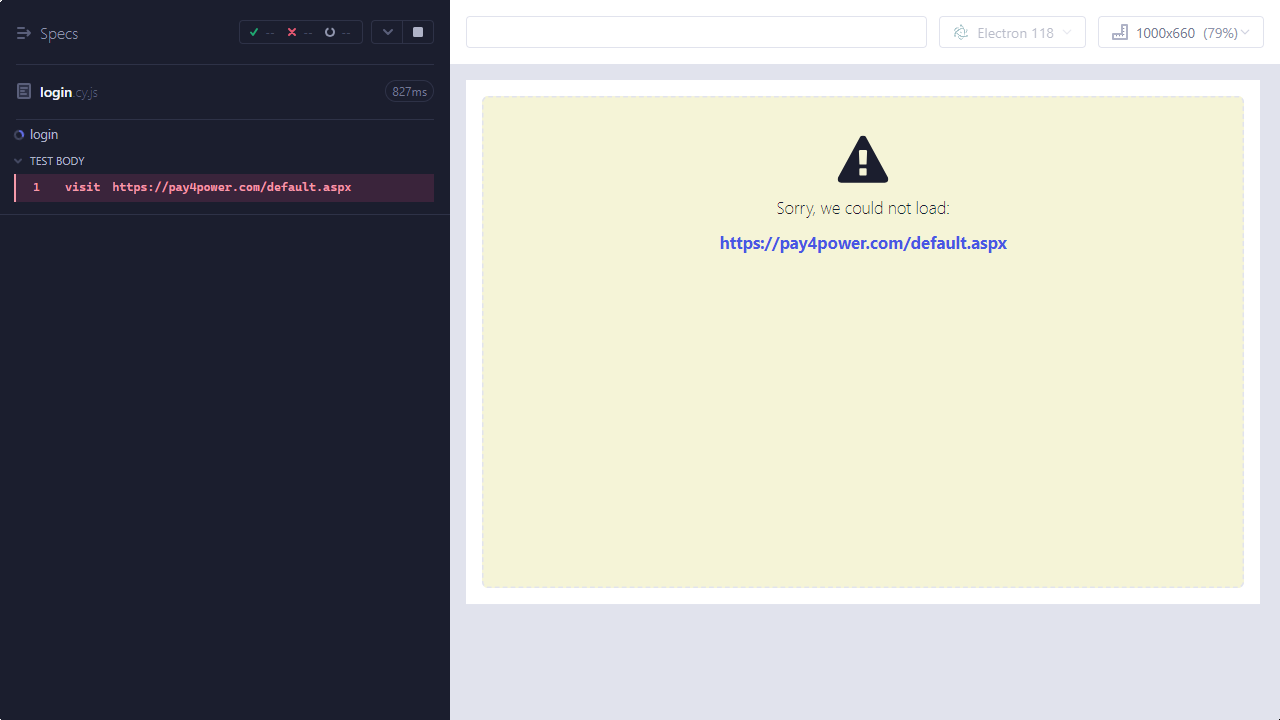 Specs
--
--
--
Electron 118
1000x660 (79%)
login.cy.js
827ms
login
TEST BODY
1 visit https://pay4power.com/default.aspx
Sorry, we could not load:
https://pay4power.com/default.aspx